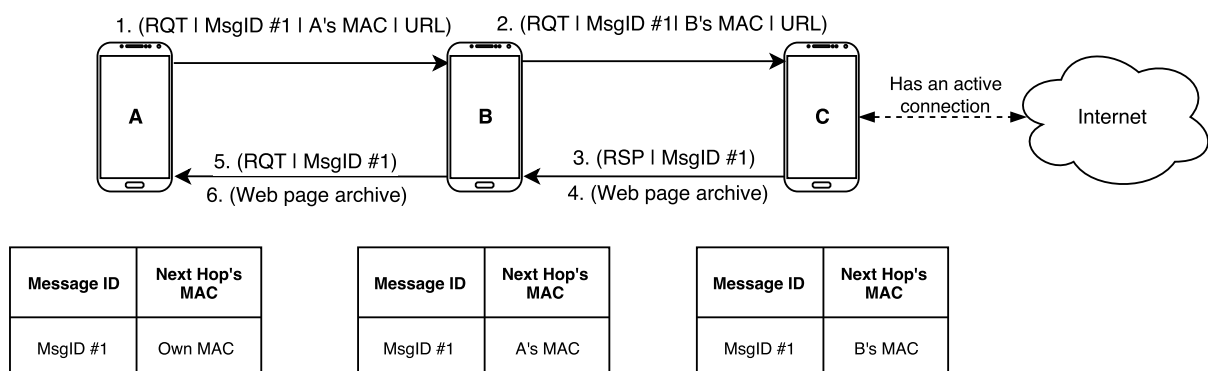 1. (RQT | MsgID #1 | A's MAC | URL)
2. (RQT | MsgID #1| B's MAC | URL)
A
B
C
Has an active
connection
Internet
5. (RQT | MsgID #1)
6. (Web page archive)
3. (RSP | MsgID #1)
4. (Web page archive)
Message ID
Next Hop's
MAC
MsgID #1
Own MAC
Message ID
Next Hop's
MAC
MsgID #1
A's MAC
Message ID
Next Hop's
MAC
MsgID #1
B's MAC